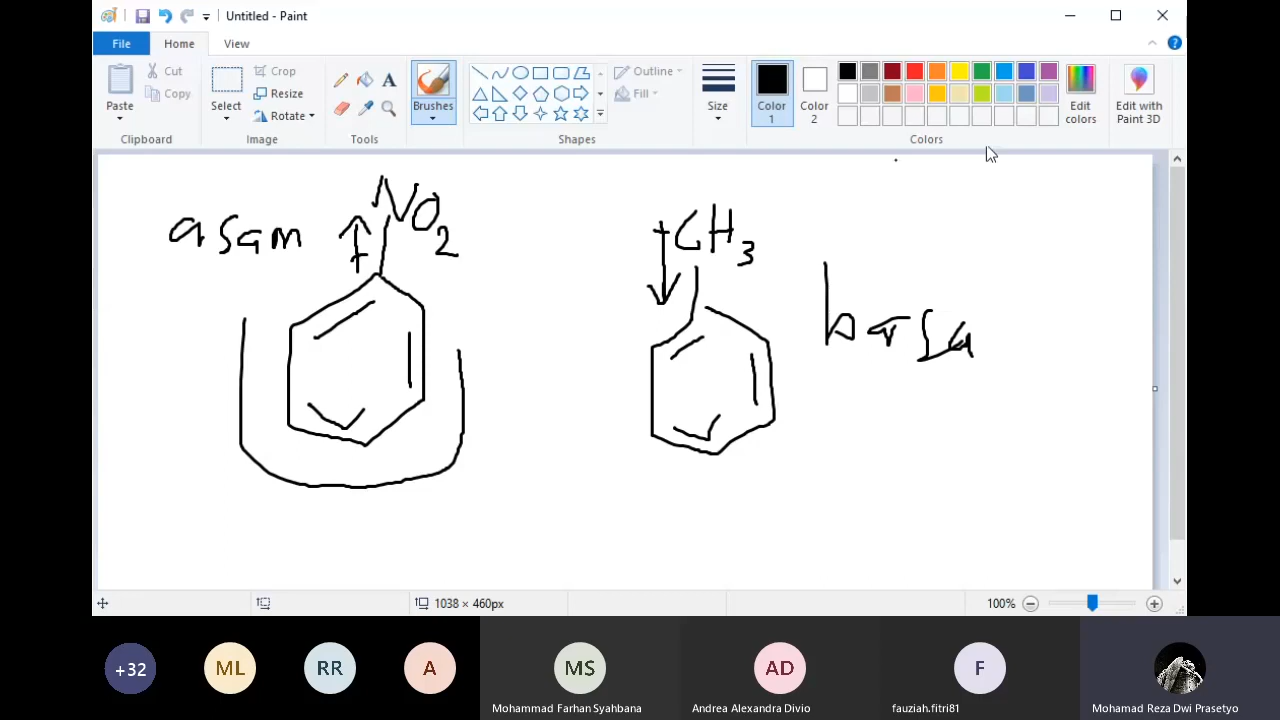 Untitled - Paint
File
Home
View
Paste
Cut
Copy
Clipboard
Select
Crop
Resize
Rotate
Image
Tools
Brushes
Shapes
Outline
Fill
Size
Color
1
Color
2
Edit
colors
Edit with
Paint 3D
Colors
asam
NO2
CH3
basa
1038 × 460px
100%
+32
ML
RR
A
MS
Mohammad Farhan Syahbana
AD
Andrea Alexandra Divio
F
fauziah.fitri81
Mohamad Reza Dwi Prasetyo